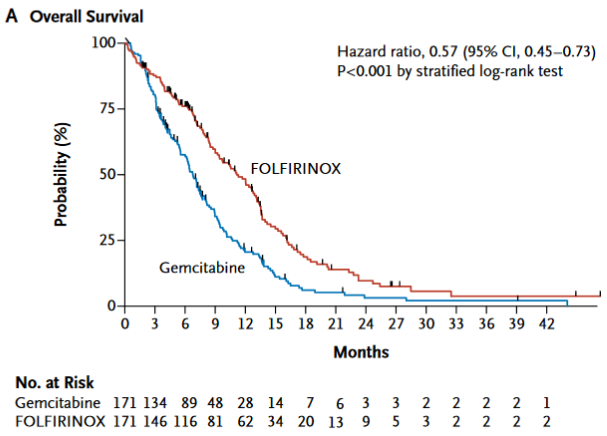 A Overall Survival
100
75
50
25
0
Probability (%)
Hazard ratio, 0.57 (95% CI, 0.45–0.73)
P<0.001 by stratified log-rank test
FOLFIRINOX
Gemcitabine
0 3 6 9 12 15 18 21 24 27 30 33 36 39 42
Months
No. at Risk
Gemcitabine 171 134 89 48 28 14 7 6 3 3 2 2 2 2 1
FOLFIRINOX 171 146 116 81 62 34 20 13 9 5 3 2 2 2 2